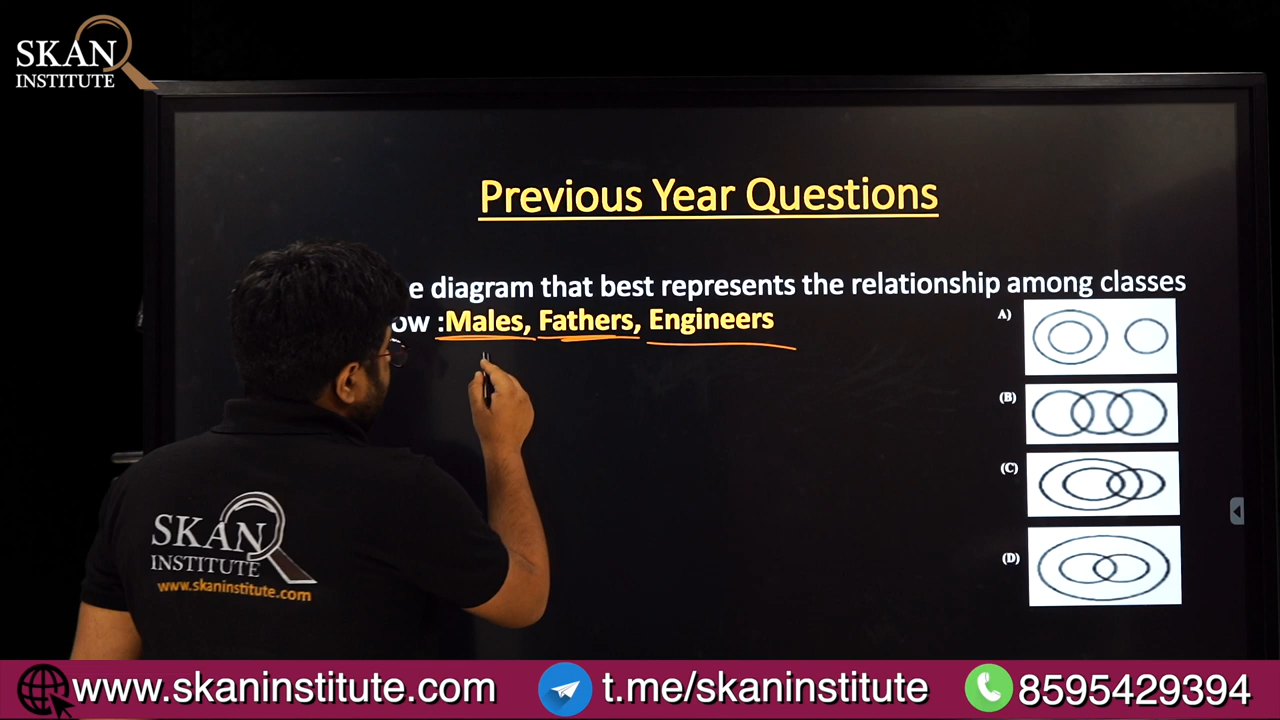 SKAN
INSTITUTE
Previous Year Questions
e diagram that best represents the relationship among classes
ow :Males, Fathers, Engineers
A)
(B)
(C)
(D)
SKAN
INSTITUTE
www.skaninstitute.com
www.skaninstitute.com
t.me/skaninstitute
8595429394